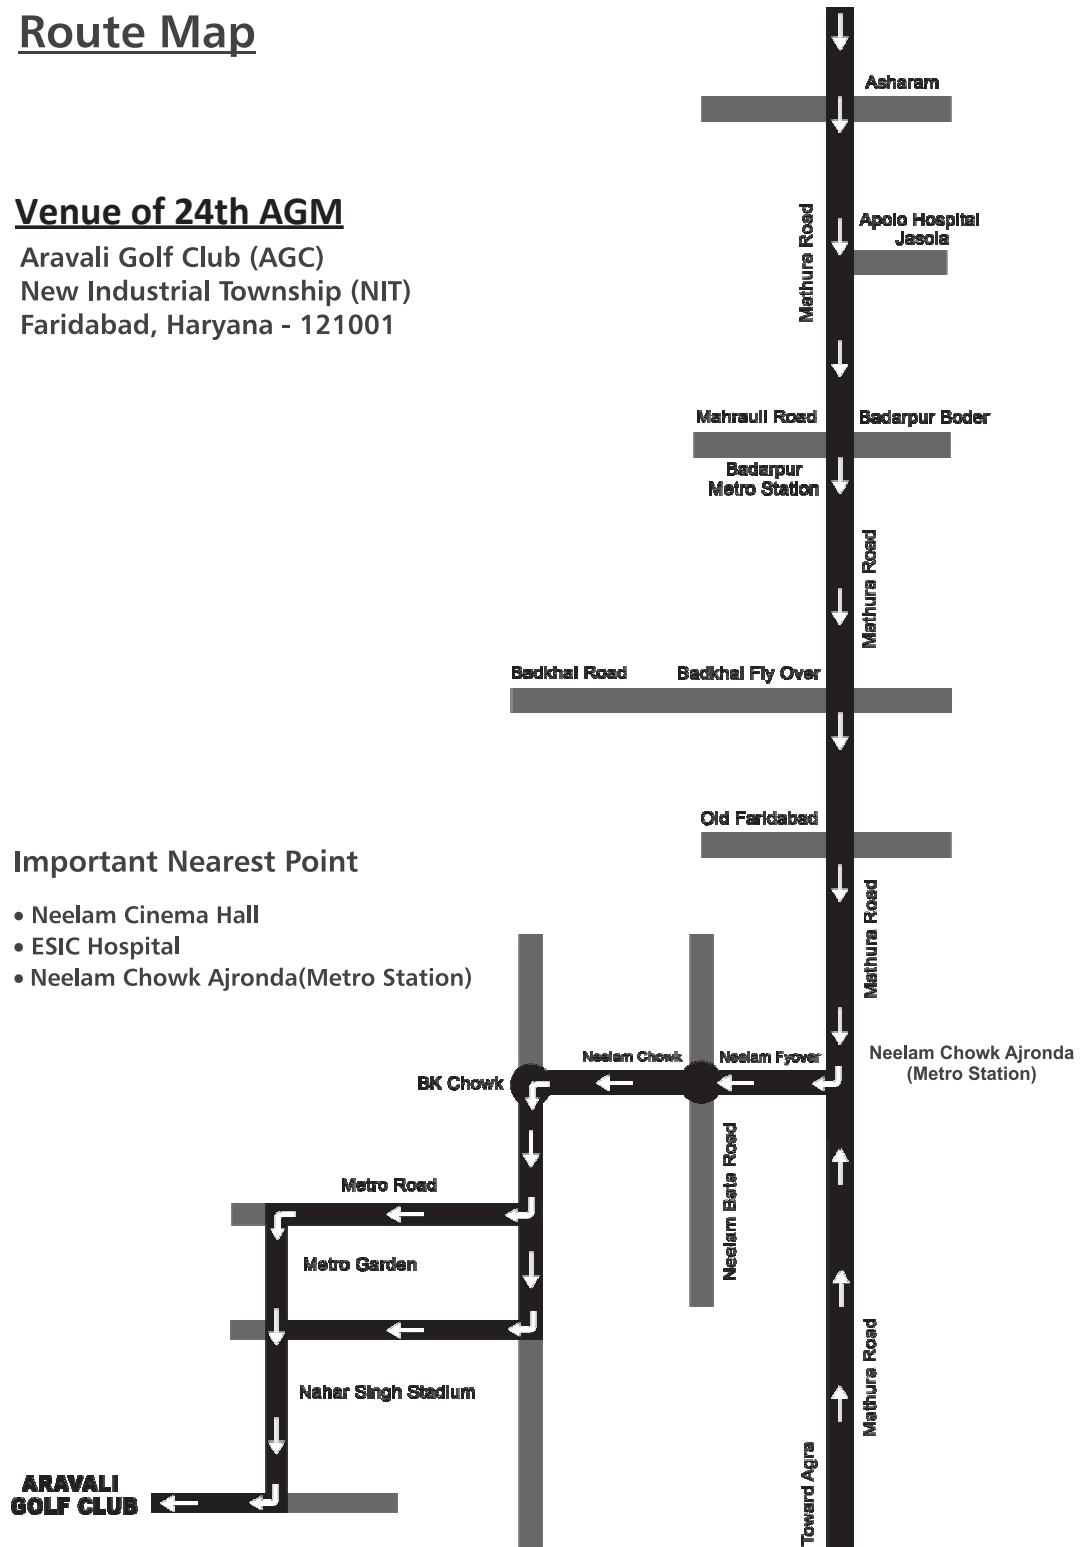 Route Map
Asharam
Venue of 24th AGM
Aravali Golf Club (AGC)
New Industrial Township (NIT)
Faridabad, Haryana - 121001
Mathura Road
Apolo Hospital
Jasola
Mahrauli Road
Badarpur Boder
Badarpur
Metro Station
Mathura Road
Badkhal Road
Badkhal Fly Over
Old Faridabad
Important Nearest Point
• Neelam Cinema Hall
• ESIC Hospital
• Neelam Chowk Ajronda(Metro Station)
Mathura Road
Neelam Chowk
Neelam Fyover
Neelam Chowk Ajronda
(Metro Station)
BK Chowk
Neelam Bata Road
Metro Road
Metro Garden
Mathura Road
Nahar Singh Stadium
Toward Agra
ARAVALI
GOLF CLUB